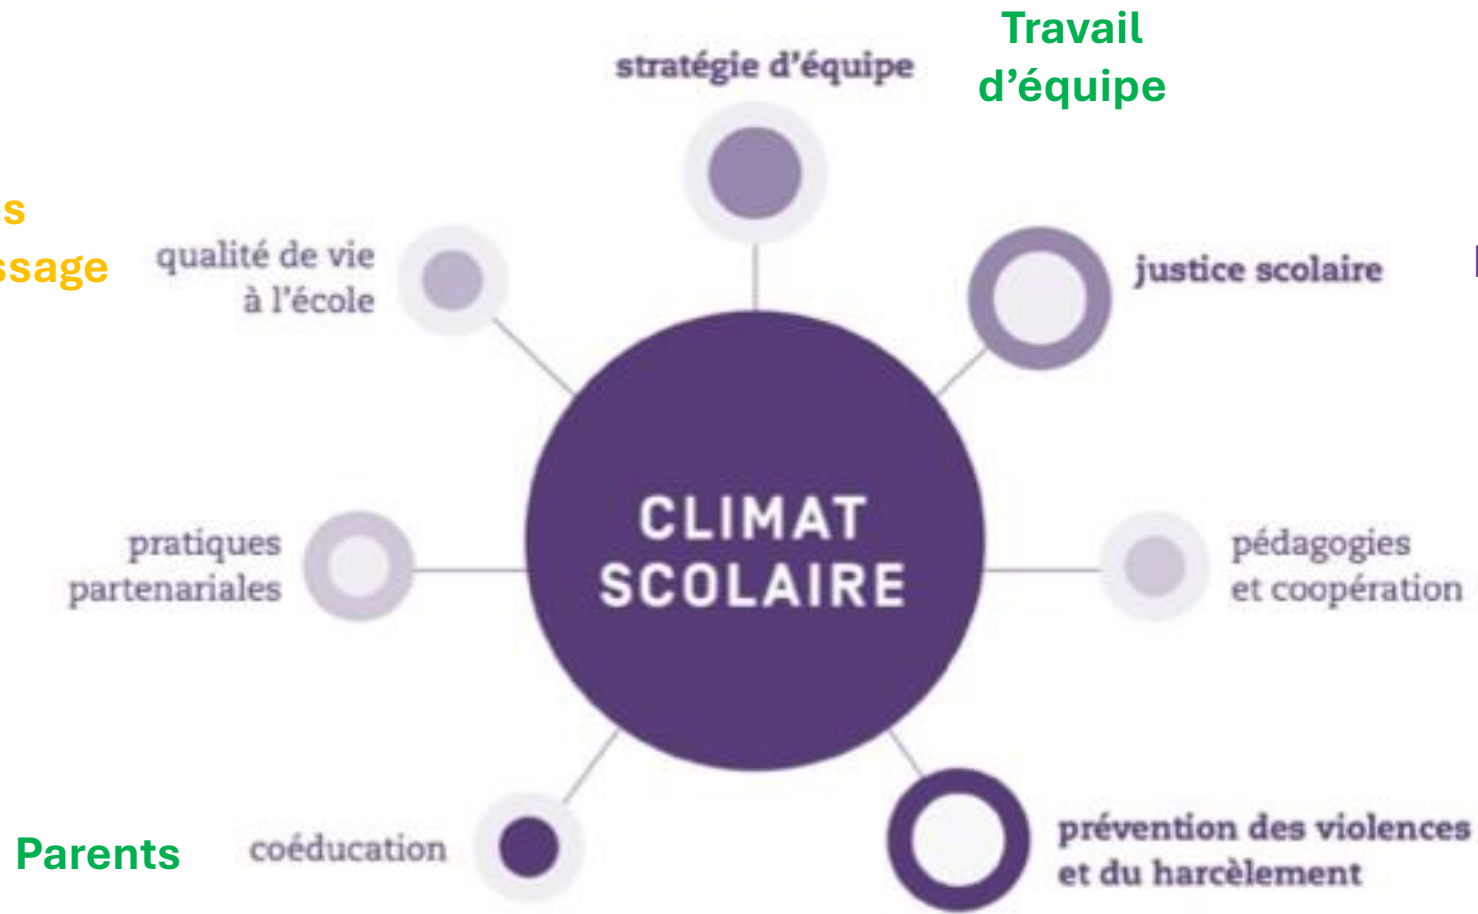 Travail
d'équipe
stratégie d'équipe
qualité de vie
à l'école
justice scolaire
CLIMAT
SCOLAIRE
pratiques
partenariales
pédagogies
et coopération
Parents
coéducation
prévention des violences
et du harcèlement